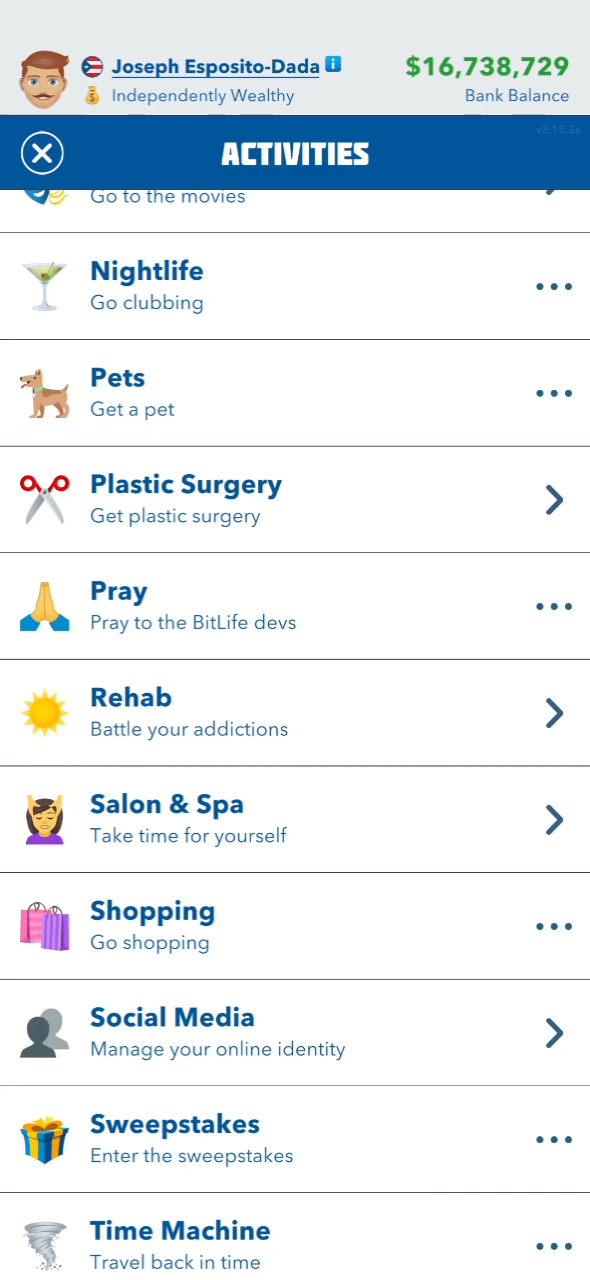 Joseph Esposito-Dada
$16,738,729
Independently Wealthy
Bank Balance
v3.15.3a
ACTIVITIES
Go to the movies
Nightlife
Go clubbing
Pets
Get a pet
Plastic Surgery
Get plastic surgery
Pray
Pray to the BitLife devs
Rehab
Battle your addictions
Salon & Spa
Take time for yourself
Shopping
Go shopping
Social Media
Manage your online identity
Sweepstakes
Enter the sweepstakes
Time Machine
Travel back in time